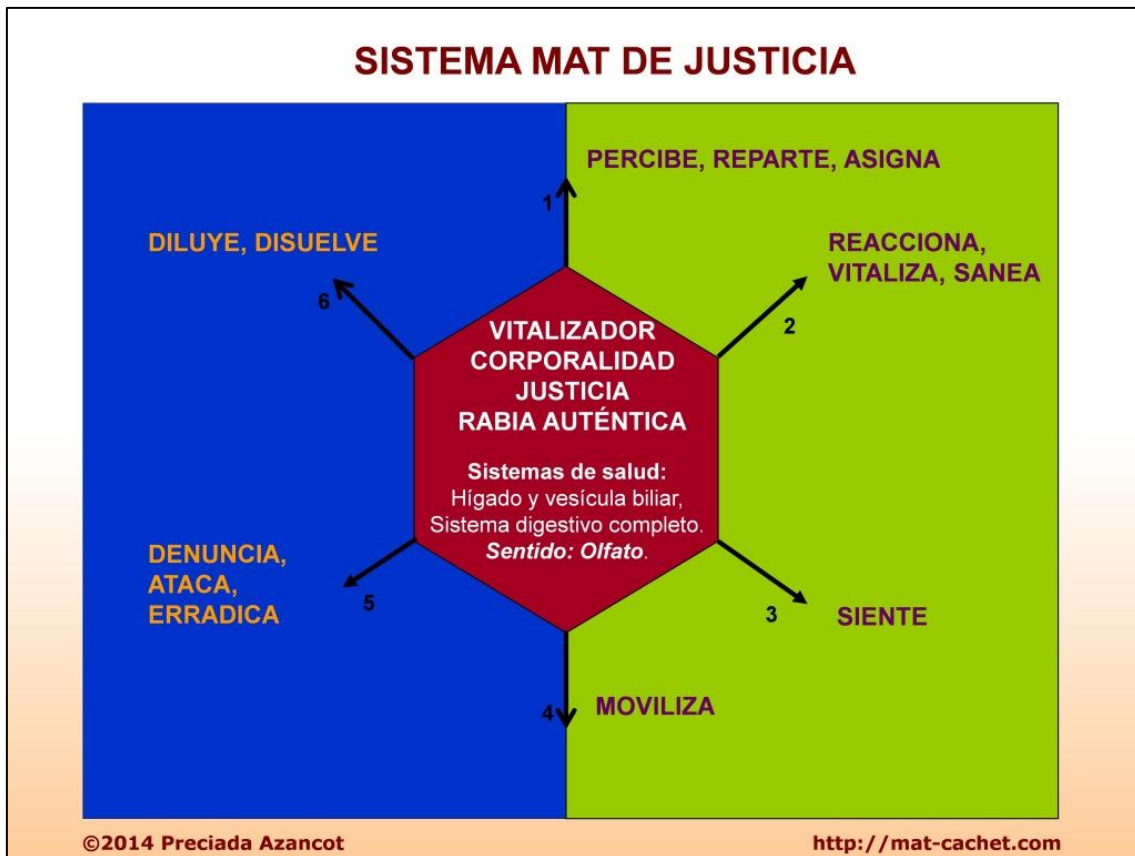 SISTEMA MAT DE JUSTICIA
PERCIBE, REPARTE, ASIGNA
1
DILUYE, DISUELVE
REACCIONA,
VITALIZA, SANEA
6
2
VITALIZADOR
CORPORALIDAD
JUSTICIA
RABIA AUTÉNTICA
Sistemas de salud:
Hígado y vesícula biliar,
Sistema digestivo completo.
Sentido: Olfato.
DENUNCIA,
ATACA,
ERRADICA
5
3
SIENTE
4
MOVILIZA
©2014 Preciada Azancot
http://mat-cachet.com